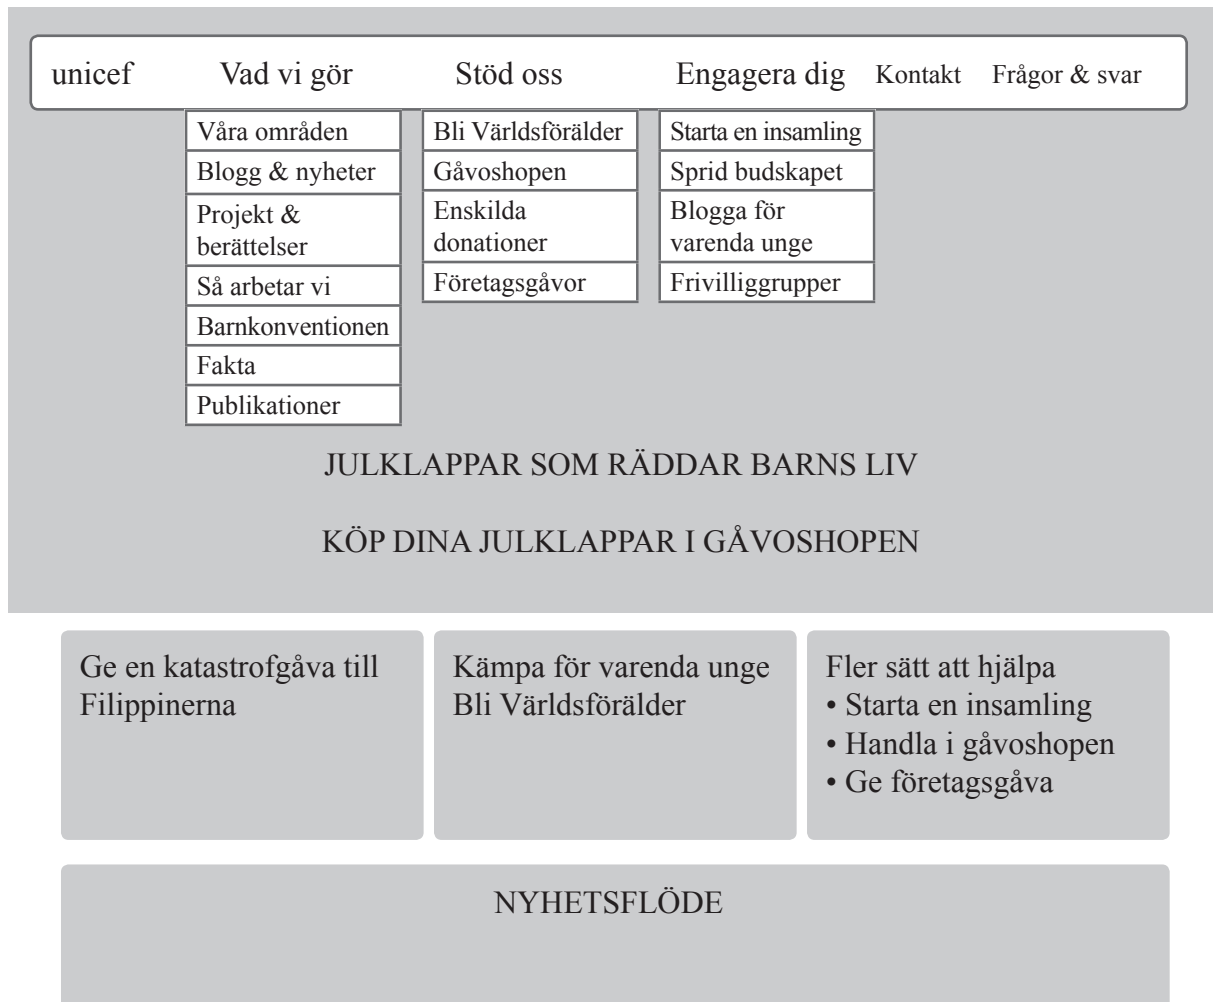 unicef Vad vi gör Stöd oss Engagera dig Kontakt Frågor & svar
Våra områden
Blogg & nyheter
Projekt &
berättelser
Så arbetar vi
Barnkonventionen
Fakta
Publikationer
Bli Världsförälder
Gåvoshopen
Enskilda
donationer
Företagsgåvor
Starta en insamling
Sprid budskapet
Blogga för
varenda unge
Frivilliggrupper
JULKLAPPAR SOM RÄDDAR BARNS LIV
KÖP DINA JULKLAPPAR I GÅVOSHOPEN
Ge en katastrofgåva till
Filippinerna
Kämpa för varenda unge
Bli Världsförälder
Fler sätt att hjälpa
• Starta en insamling
• Handla i gåvoshopen
• Ge företagsgåva
NYHETSFLÖDE